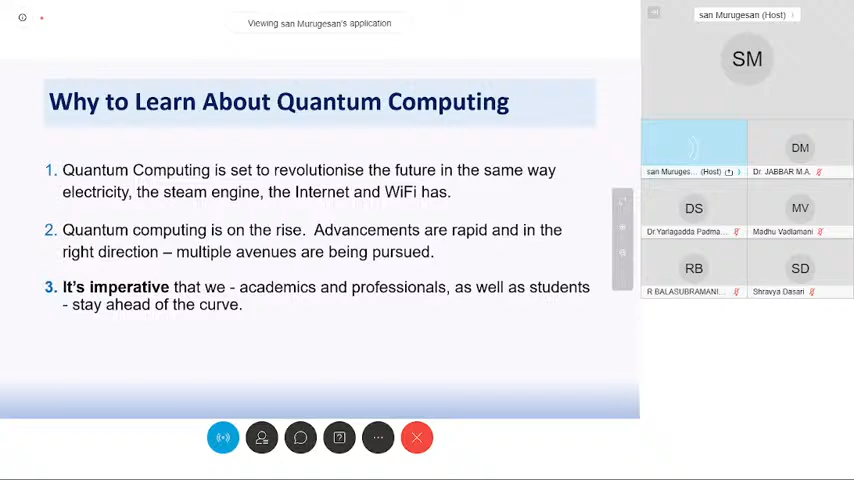 Viewing san Murugesan's application
san Murugesan (Host)
SM
Why to Learn About Quantum Computing
1. Quantum Computing is set to revolutionise the future in the same way
electricity, the steam engine, the Internet and WiFi has.
2. Quantum computing is on the rise. Advancements are rapid and in the
right direction – multiple avenues are being pursued.
3. It's imperative that we - academics and professionals, as well as students
- stay ahead of the curve.
san Muruges... (Host)
DM
Dr. JABBAR M.A.
DS
Dr.Yarlagadda Padma...
MV
Madhu Vadlamani
RB
R BALASUBRAMANI...
SD
Shravya Dasari